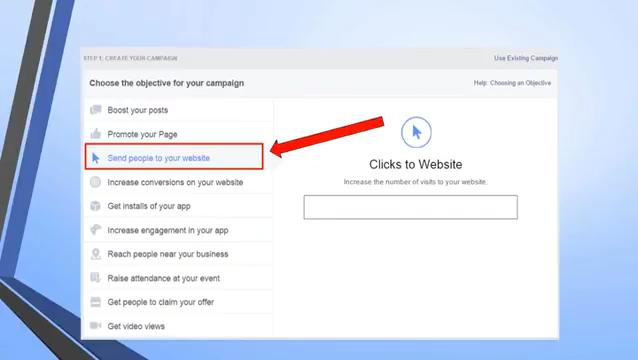 STEP 1: CREATE YOUR CAMPAIGN
Use Existing Campaign
Choose the objective for your campaign
Help: Choosing an Objective
Boost your posts
Promote your Page
Send people to your website
Increase conversions on your website
Get installs of your app
Increase engagement in your app
Reach people near your business
Raise attendance at your event
Get people to claim your offer
Get video views
Clicks to Website
Increase the number of visits to your website.